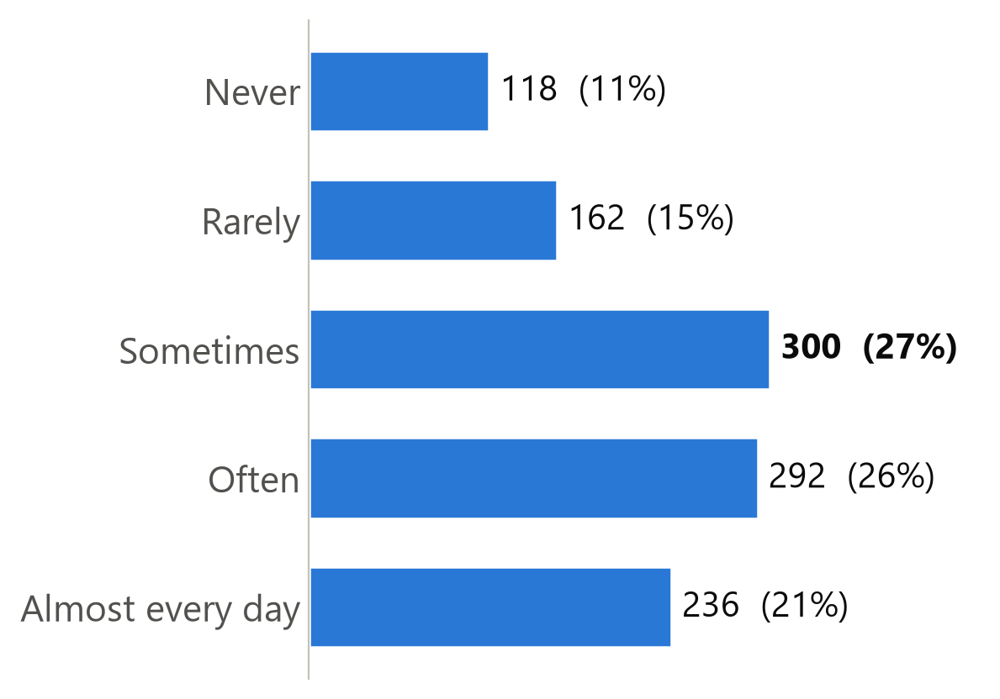 Never 118 (11%)
Rarely 162 (15%)
Sometimes 300 (27%)
Often 292 (26%)
Almost every day 236 (21%)